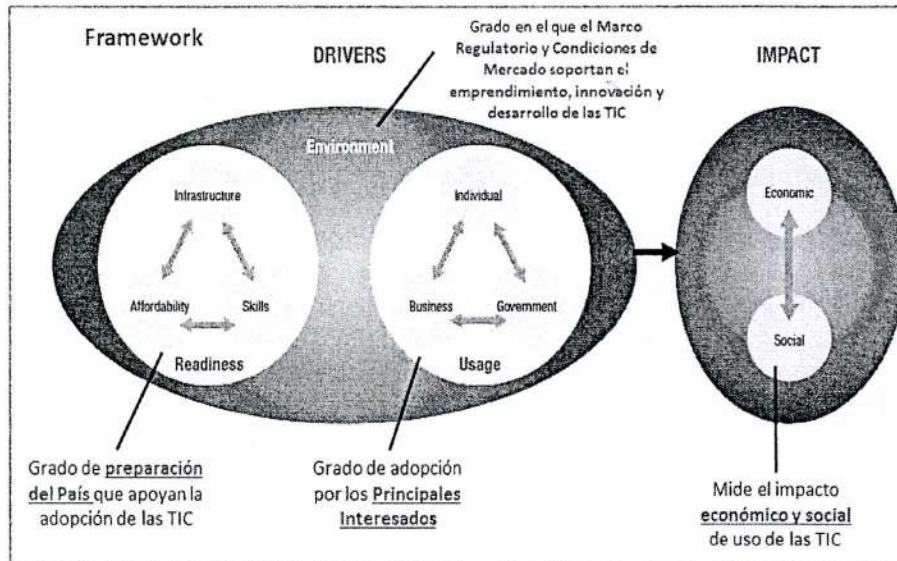 Framework
DRIVERS
Grado en el que el Marco
Regulatorio y Condiciones de
Mercado soportan el
emprendimiento, innovación y
desarrollo de las TIC
IMPACT
Environment
Infrastructure
Affordability
Skills
Readiness
Individual
Business
Government
Usage
Economic
Social
Grado de preparación
del País que apoyan la
adopción de las TIC
Grado de adopción
por los Principales
Interesados
Mide el impacto
económico y social
de uso de las TIC